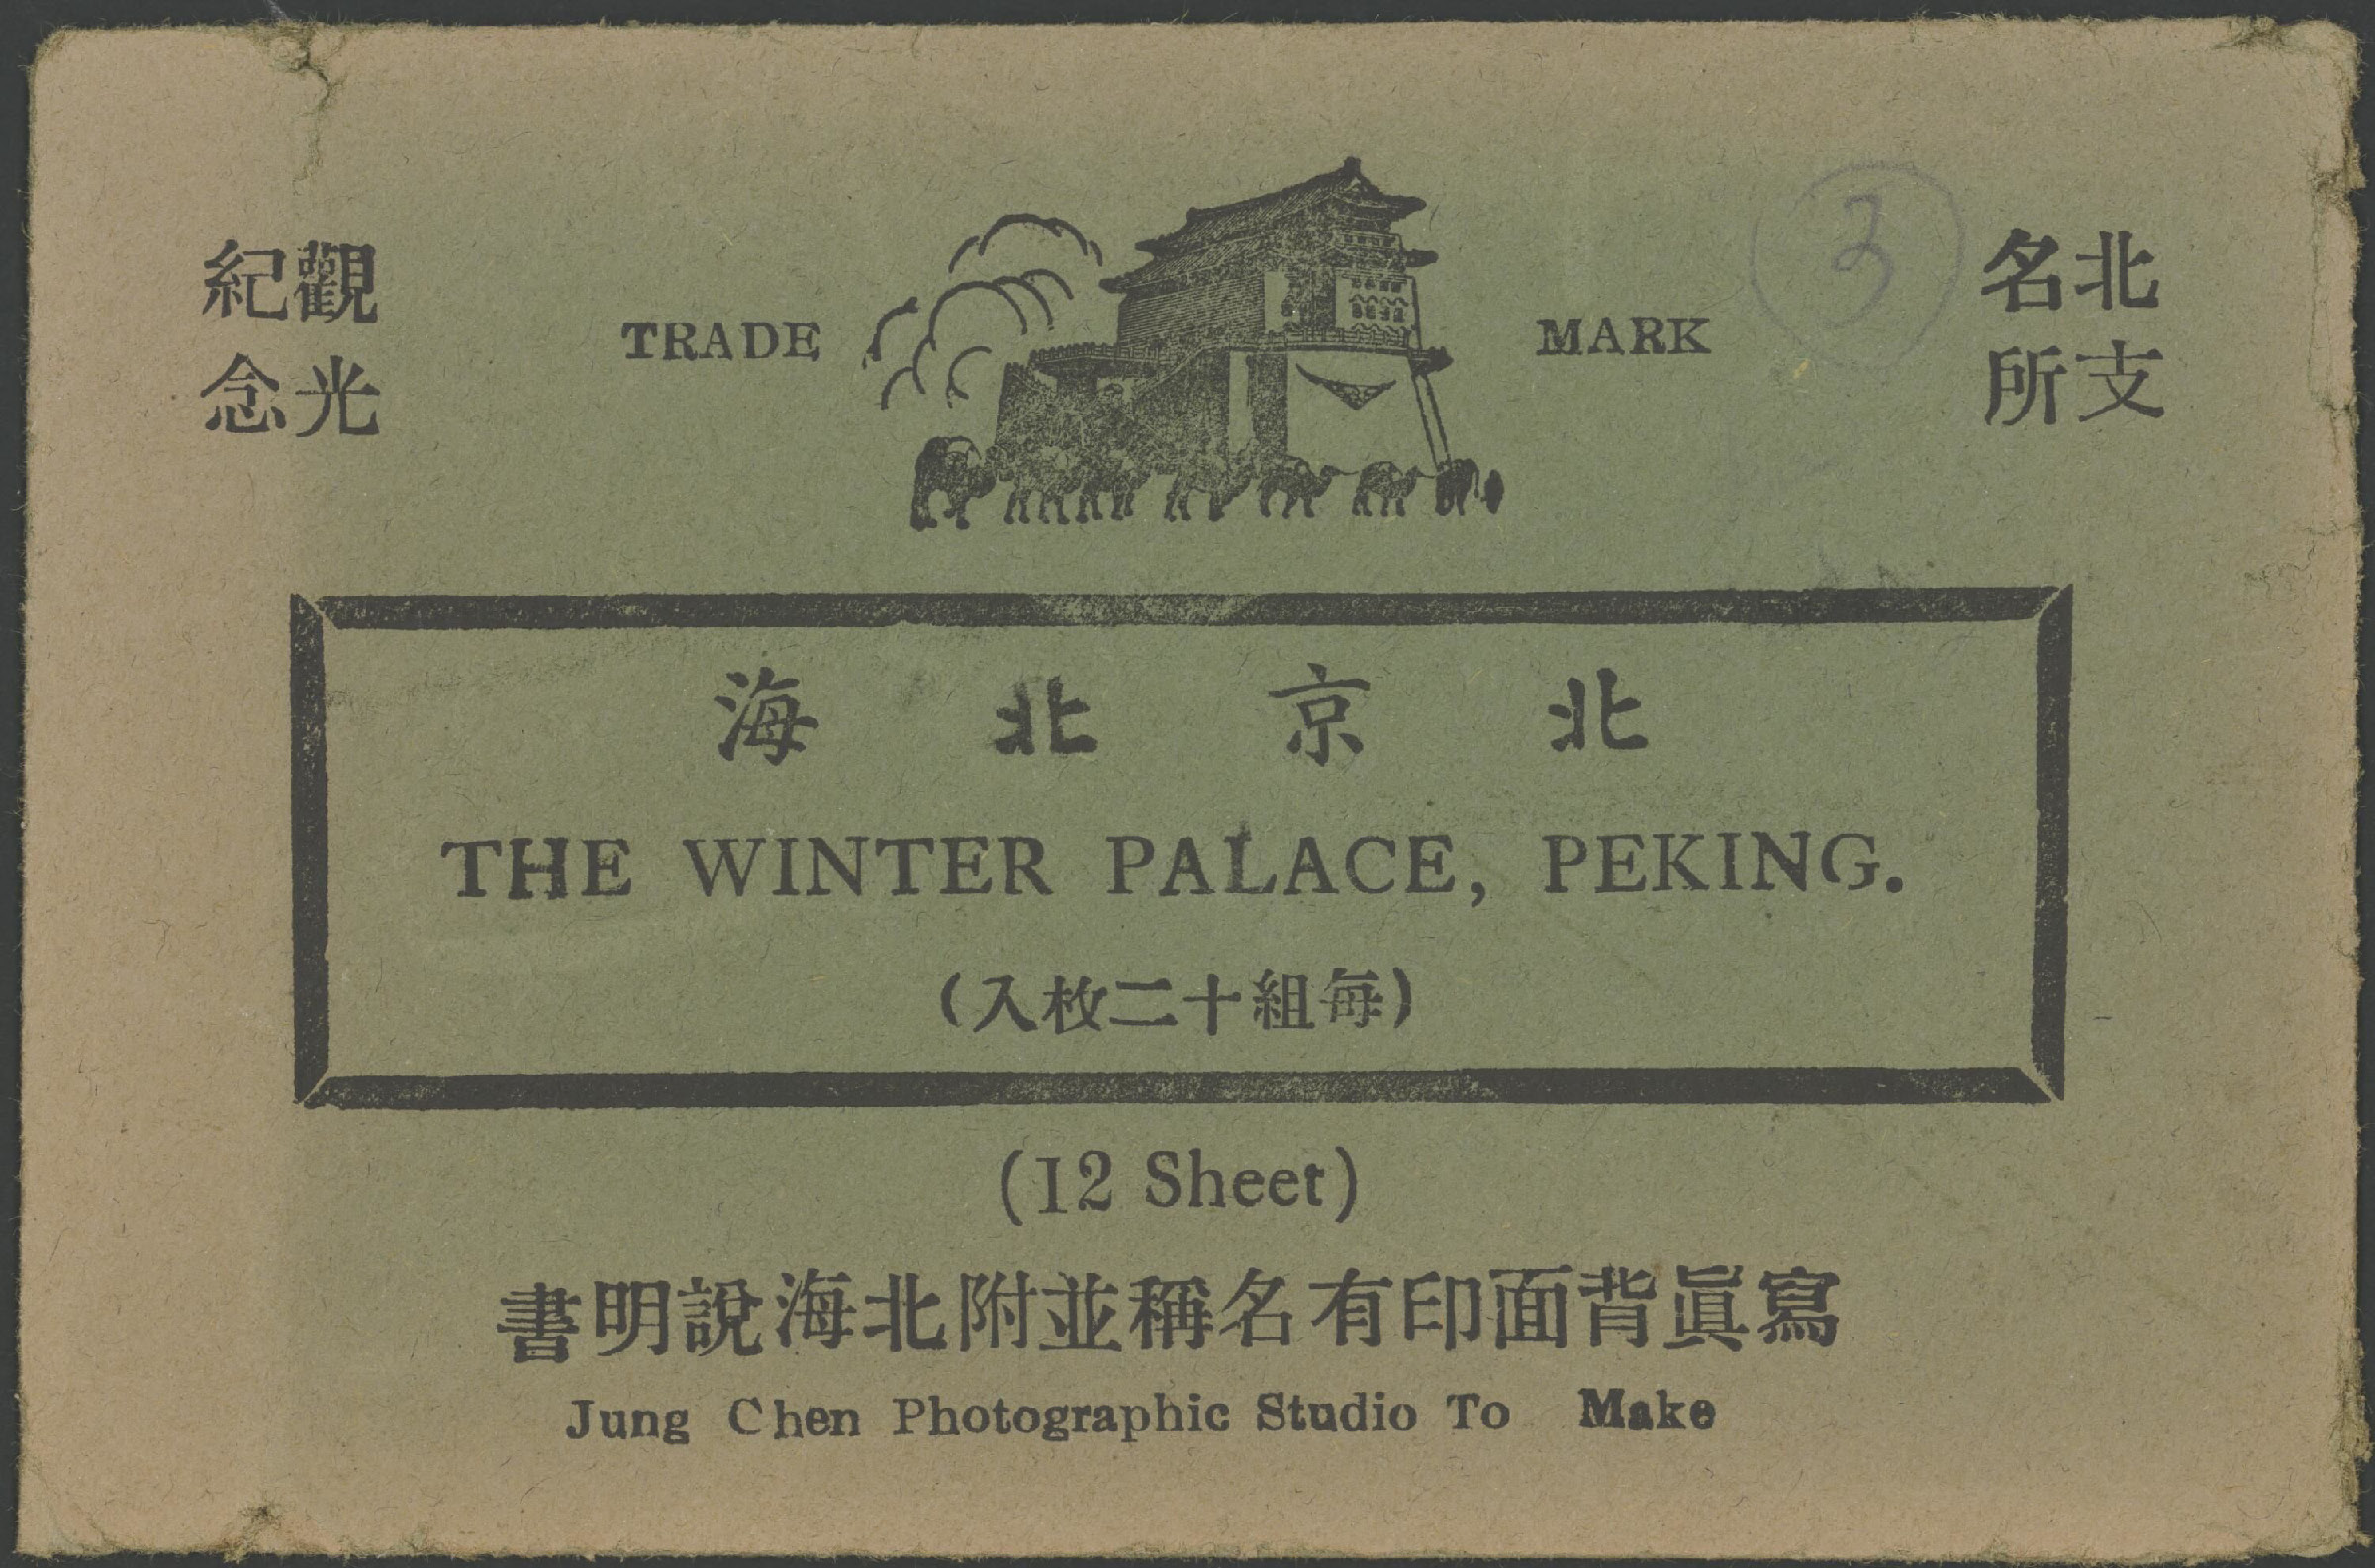 北支
名所
3
TRADE MARK
觀光
紀念
北京北海
THE WINTER PALACE, PEKING.
(每組十二枚入)
(12 Sheet)
寫眞背面印有名稱並附北海說明書
Jung Chen Photographic Studio To Make